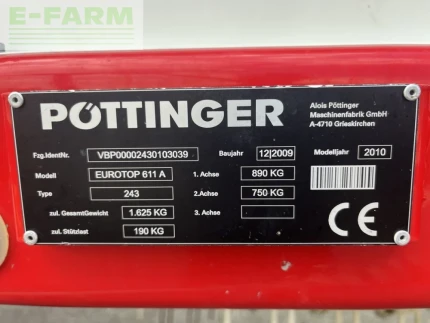 E-FARM
PÖTTINGER
Alois Pöttinger
Maschinenfabrik GmbH
A-4710 Grieskirchen
Fzg.IdentNr. VBP00002430103039 Baujahr 12|2009 Modelljahr 2010
Modell EUROTOP 611 A 1. Achse 890 KG
Type 243 2. Achse 750 KG
zul. GesamtGewicht 1.625 KG 3. Achse
zul. Stützlast 190 KG
CE